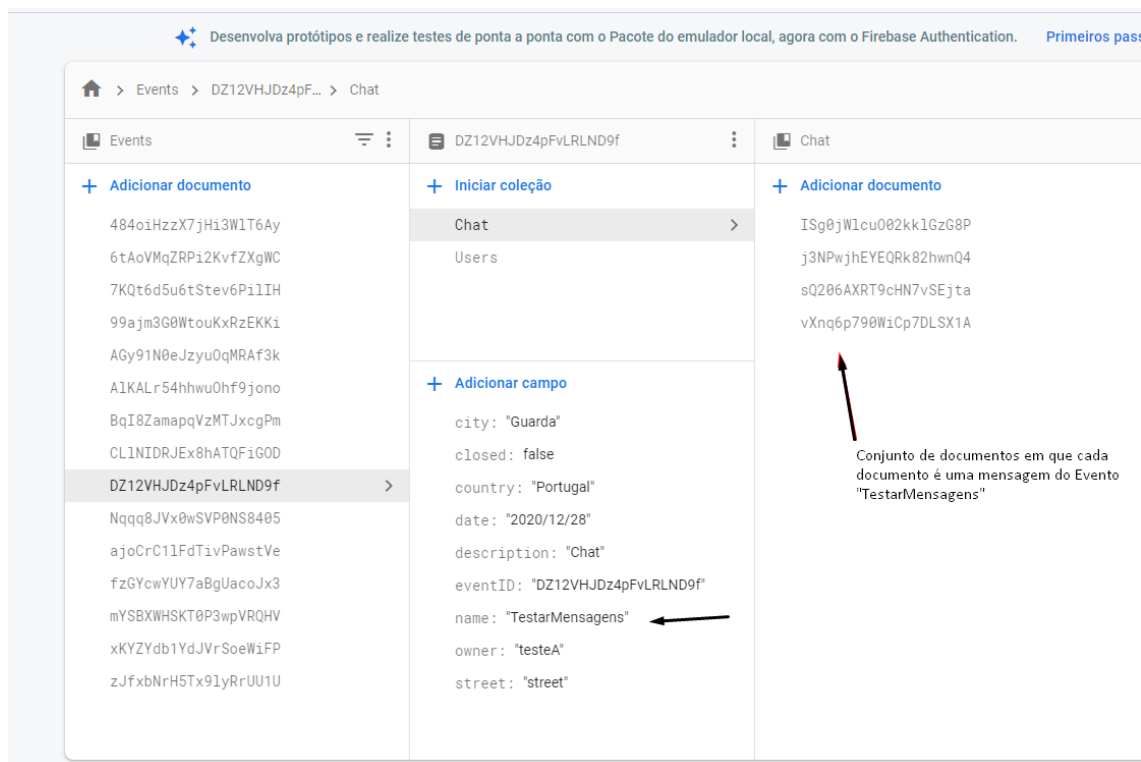 Desenvolva protótipos e realize testes de ponta a ponta com o Pacote do emulador local, agora com o Firebase Authentication. Primeiros pass
Events > DZ12VHJDz4pF… > Chat
Events
Adicionar documento
484oiHzzX7jHi3WlT6Ay
6tAoVMqZRPi2KvfZXgWC
7KQt6d5u6tStev6PilIH
99ajm3G0WtouKxRzEKKi
AGy91N0eJzyuOqMRAf3k
AlKALr54hhwuOhf9jono
BqI8ZamapqVzMTJxcgPm
CLlNIDRJEx8hATQFiGOD
DZ12VHJDz4pFvLRLND9f
Nqqq8JVx0wSVP0NS8405
ajoCrC1lFdTivPawstVe
fzGYcwYUY7aBgUacoJx3
mYSBXWHSKT0P3wpVRQHV
xKYZYdb1YdJVrSoeWiFP
zJfxbNrH5Tx9lyRrUU1U
DZ12VHJDz4pFvLRLND9f
Iniciar coleção
Chat
Users
Adicionar campo
city: "Guarda"
closed: false
country: "Portugal"
date: "2020/12/28"
description: "Chat"
eventID: "DZ12VHJDz4pFvLRLND9f"
name: "TestarMensagens"
owner: "testeA"
street: "street"
Chat
Adicionar documento
ISg0jWlcuO02kklGzG8P
j3NPwjhEYEQRk82hwnQ4
sQ206AXRT9cHN7vSEjta
vXnq6p790WiCp7DLSX1A
Conjunto de documentos em que cada
documento é uma mensagem do Evento
"TestarMensagens"